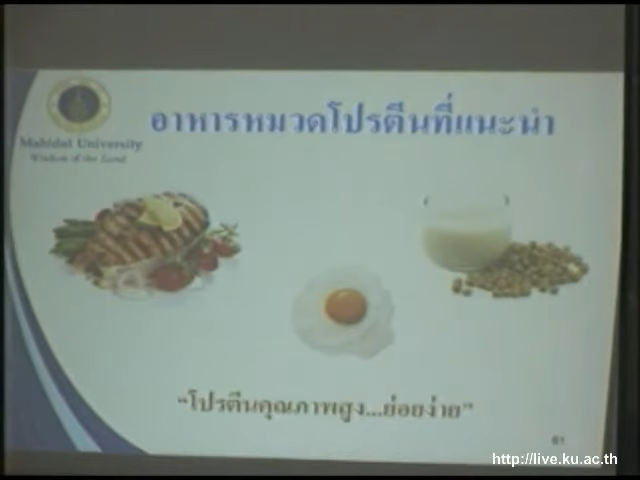 อาหารหมวดโปรตีนที่แนะนำ
Mahidol University
Wisdom of the Land
“โปรตีนคุณภาพสูง...ย่อยง่าย”
61
http://live.ku.ac.th